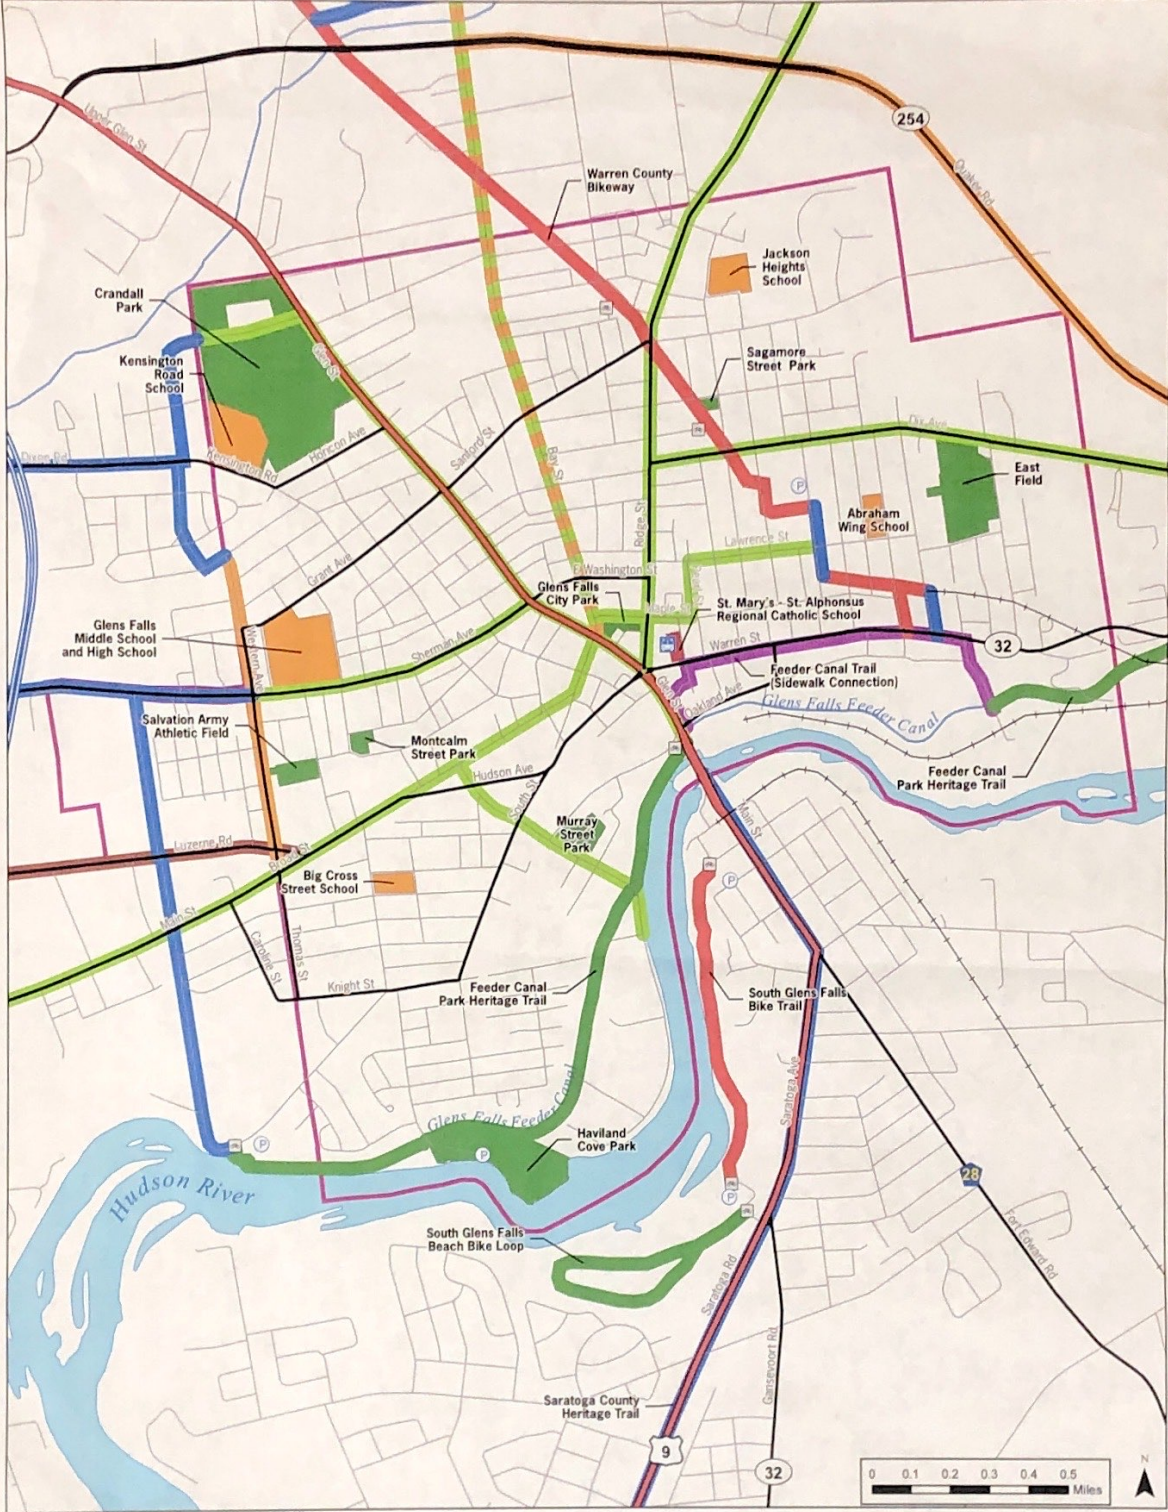 254
Upper Glen St
Quaker Rd
Warren County
Bikeway
Jackson
Heights
School
Crandall
Park
Kensington
Road
School
Glen St
Sagamore
Street Park
Dixon Rd
Kensington Rd
Horicon Ave
Sanford St
Bay St
Dix Ave
East
Field
P
Abraham
Wing School
Ridge St
Lawrence St
Grant Ave
E Washington St
Glens Falls
City Park
Maple St
St. Mary's - St. Alphonsus
Regional Catholic School
Glens Falls
Middle School
and High School
Western Ave
Sherman Ave
Warren St
32
Feeder Canal Trail
(Sidewalk Connection)
Glen St
Oakland Ave
Glens Falls Feeder Canal
Salvation Army
Athletic Field
Montcalm
Street Park
Hudson Ave
South St
Feeder Canal
Park Heritage Trail
Murray
Street
Park
Main St
Luzerne Rd
Broad St
Big Cross
Street School
P
Main St
Caroline St
Thomas St
Knight St
Feeder Canal
Park Heritage Trail
South Glens Falls
Bike Trail
Saratoga Ave
Glens Falls Feeder Canal
Haviland
Cove Park
P
P
Hudson River
28
P
South Glens Falls
Beach Bike Loop
Fort Edward Rd
Saratoga Rd
Gansevoort Rd
Saratoga County
Heritage Trail
9
32
0 0.1 0.2 0.3 0.4 0.5
Miles
N